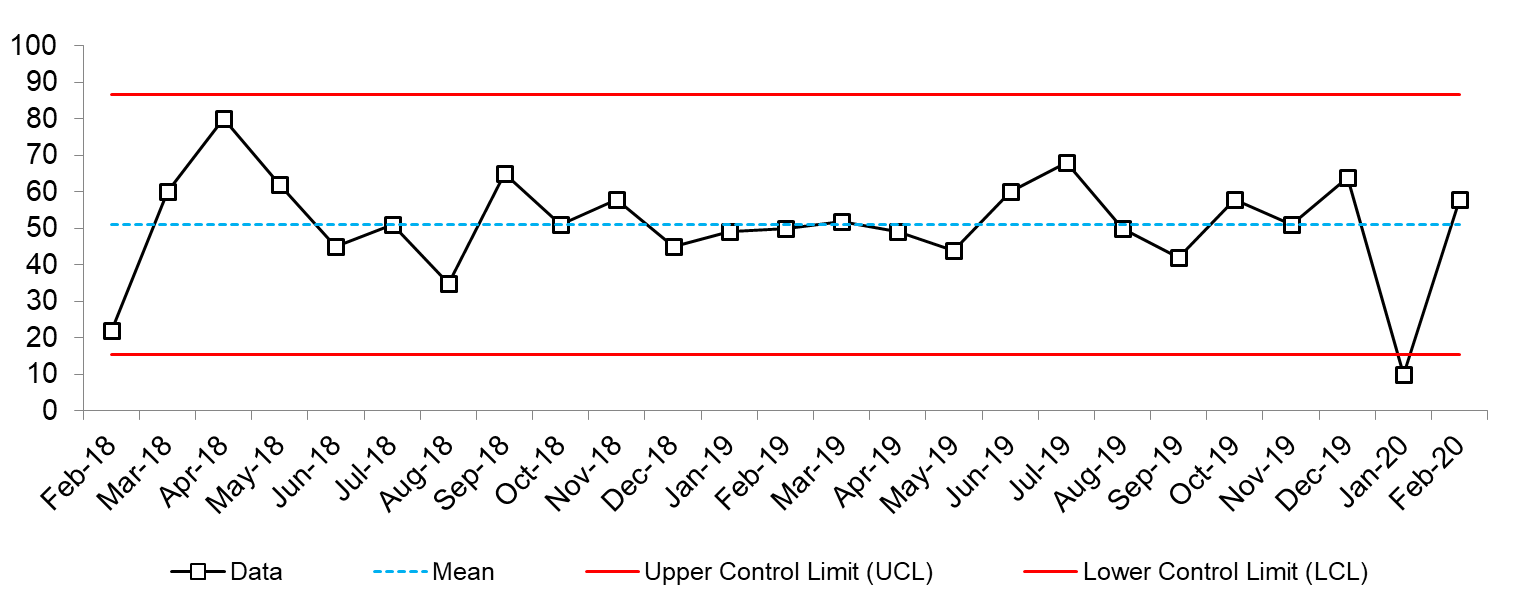 100
90
80
70
60
50
40
30
20
10
0
Feb-18
Mar-18
Apr-18
May-18
Jun-18
Jul-18
Aug-18
Sep-18
Oct-18
Nov-18
Dec-18
Jan-19
Feb-19
Mar-19
Apr-19
May-19
Jun-19
Jul-19
Aug-19
Sep-19
Oct-19
Nov-19
Dec-19
Jan-20
Feb-20
Data Mean Upper Control Limit (UCL) Lower Control Limit (LCL)